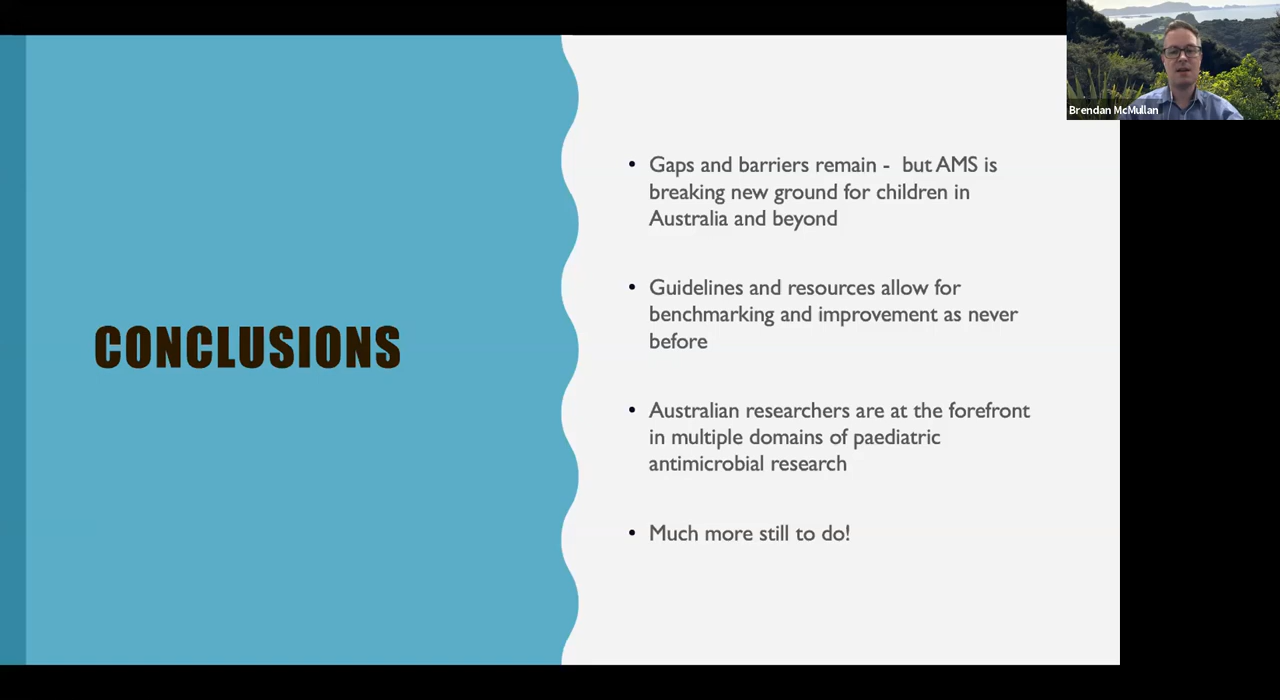 Brendan McMullan
CONCLUSIONS
• Gaps and barriers remain -  but AMS is
breaking new ground for children in
Australia and beyond
• Guidelines and resources allow for
benchmarking and improvement as never
before
• Australian researchers are at the forefront
in multiple domains of paediatric
antimicrobial research
• Much more still to do!